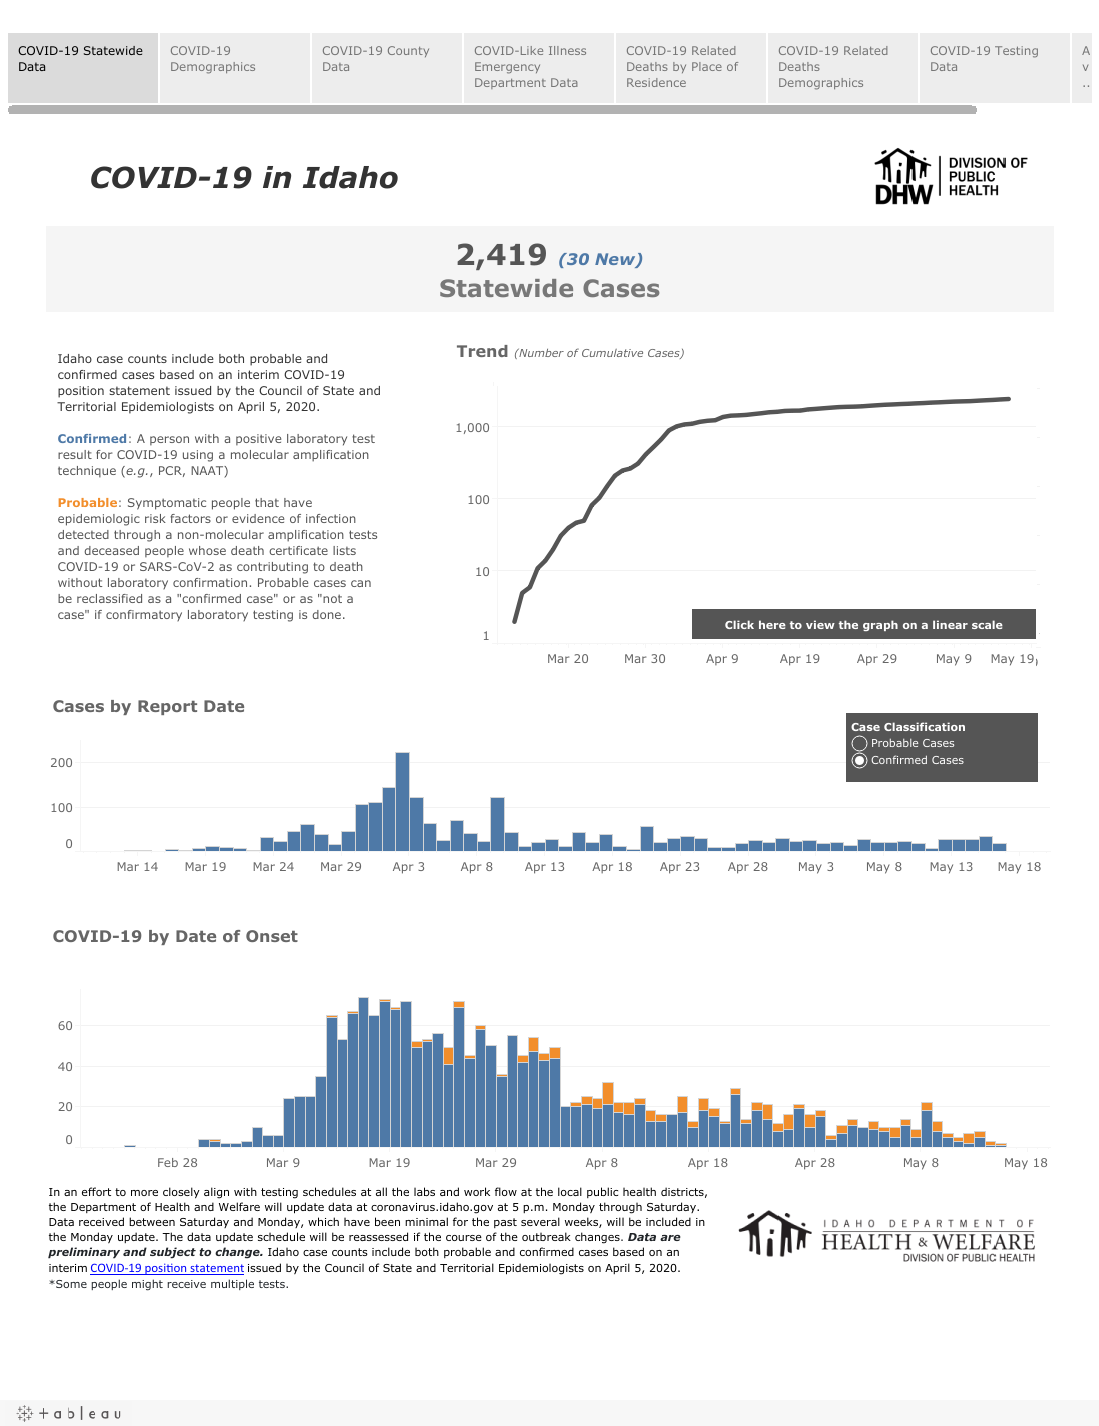 COVID-19 Statewide
Data
COVID-19
Demographics
COVID-19 County
Data
COVID-Like Illness
Emergency
Department Data
COVID-19 Related
Deaths by Place of
Residence
COVID-19 Related
Deaths
Demographics
COVID-19 Testing
Data
A
v
..
COVID-19 in Idaho
DHW
DIVISION OF
PUBLIC
HEALTH
2,419 (30 New)
Statewide Cases
Idaho case counts include both probable and
confirmed cases based on an interim COVID-19
position statement issued by the Council of State and
Territorial Epidemiologists on April 5, 2020.
Confirmed: A person with a positive laboratory test
result for COVID-19 using a molecular amplification
technique (e.g., PCR, NAAT)
Probable: Symptomatic people that have
epidemiologic risk factors or evidence of infection
detected through a non-molecular amplification tests
and deceased people whose death certificate lists
COVID-19 or SARS-CoV-2 as contributing to death
without laboratory confirmation. Probable cases can
be reclassified as a "confirmed case" or as "not a
case" if confirmatory laboratory testing is done.
Trend (Number of Cumulative Cases)
1,000
100
10
1
Click here to view the graph on a linear scale
Mar 20 Mar 30 Apr 9 Apr 19 Apr 29 May 9 May 19
Cases by Report Date
Case Classification
Probable Cases
Confirmed Cases
200
100
0
Mar 14 Mar 19 Mar 24 Mar 29 Apr 3 Apr 8 Apr 13 Apr 18 Apr 23 Apr 28 May 3 May 8 May 13 May 18
COVID-19 by Date of Onset
60
40
20
0
Feb 28 Mar 9 Mar 19 Mar 29 Apr 8 Apr 18 Apr 28 May 8 May 18
In an effort to more closely align with testing schedules at all the labs and work flow at the local public health districts,
the Department of Health and Welfare will update data at coronavirus.idaho.gov at 5 p.m. Monday through Saturday.
Data received between Saturday and Monday, which have been minimal for the past several weeks, will be included in
the Monday update. The data update schedule will be reassessed if the course of the outbreak changes. Data are
preliminary and subject to change. Idaho case counts include both probable and confirmed cases based on an
interim COVID-19 position statement issued by the Council of State and Territorial Epidemiologists on April 5, 2020.
*Some people might receive multiple tests.
IDAHO DEPARTMENT OF
HEALTH & WELFARE
DIVISION OF PUBLIC HEALTH
+ableau